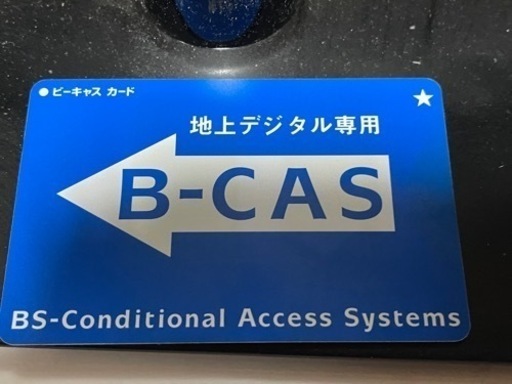 ●ビーキャス カード
★
地上デジタル専用
B-CAS
BS-Conditional Access Systems